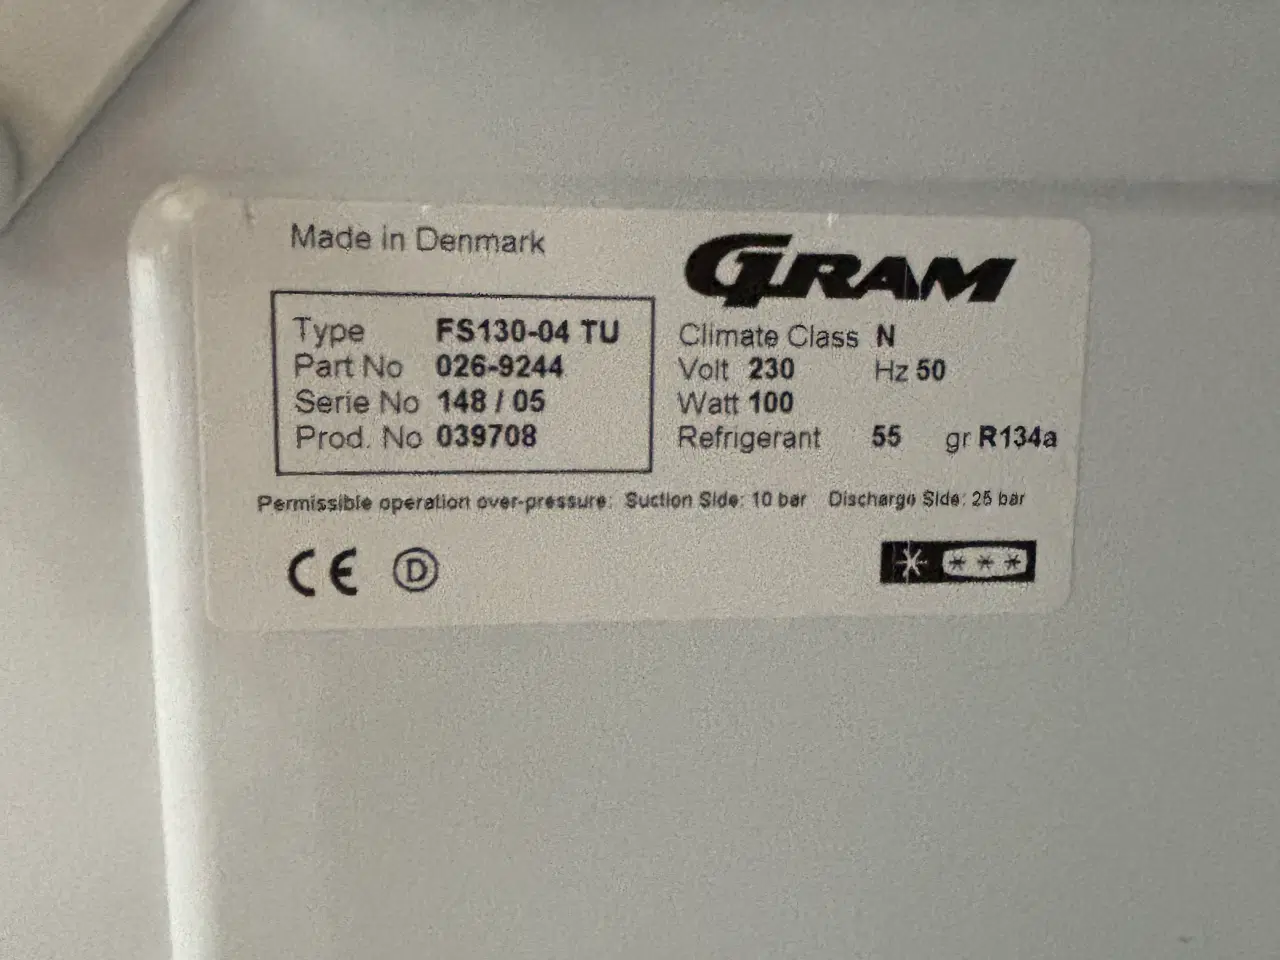 Made in Denmark
GRAM
Type FS130-04 TU
Part No 026-9244
Serie No 148 / 05
Prod. No 039708
Climate Class N
Volt 230 Hz 50
Watt 100
Refrigerant 55 gr R134a
Permissible operation over-pressure: Suction Side: 10 bar Discharge Side: 25 bar
CE D